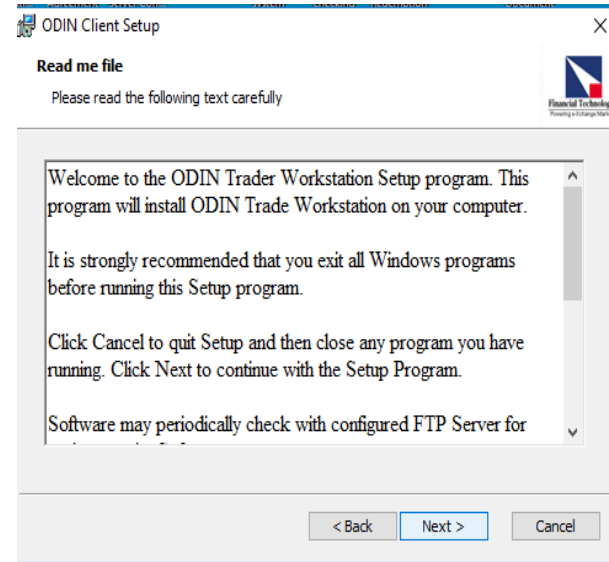 ODIN Client Setup
Read me file
Please read the following text carefully
Financial Technolog
Welcome to the ODIN Trader Workstation Setup program. This
program will install ODIN Trade Workstation on your computer.
It is strongly recommended that you exit all Windows programs
before running this Setup program.
Click Cancel to quit Setup and then close any program you have
running. Click Next to continue with the Setup Program.
Software may periodically check with configured FTP Server for
< Back
Next >
Cancel